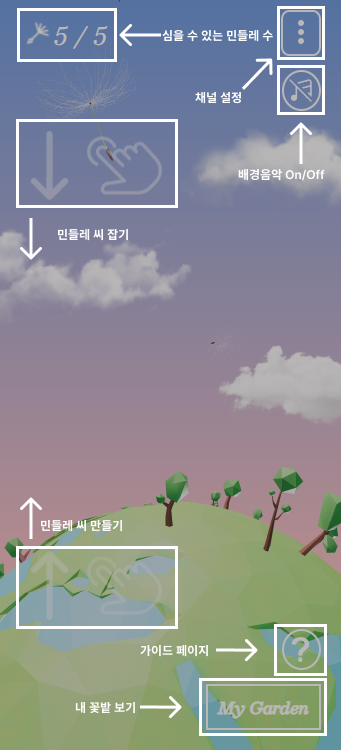 5 / 5
심을 수 있는 민들레 수
채널 설정
배경음악 On/Off
민들레 씨 잡기
민들레 씨 만들기
가이드 페이지
?
내 꽃밭 보기
My Garden